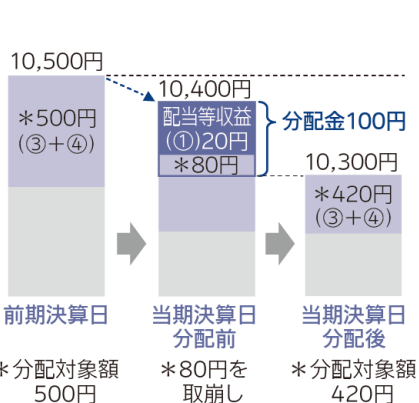 10,500円
＊500円
(③+④)
前期決算日
＊分配対象額
500円
10,400円
配当等収益
(①)20円
＊80円
分配金100円
当期決算日
分配前
＊80円を
取崩し
10,300円
＊420円
(③+④)
当期決算日
分配後
＊分配対象額
420円